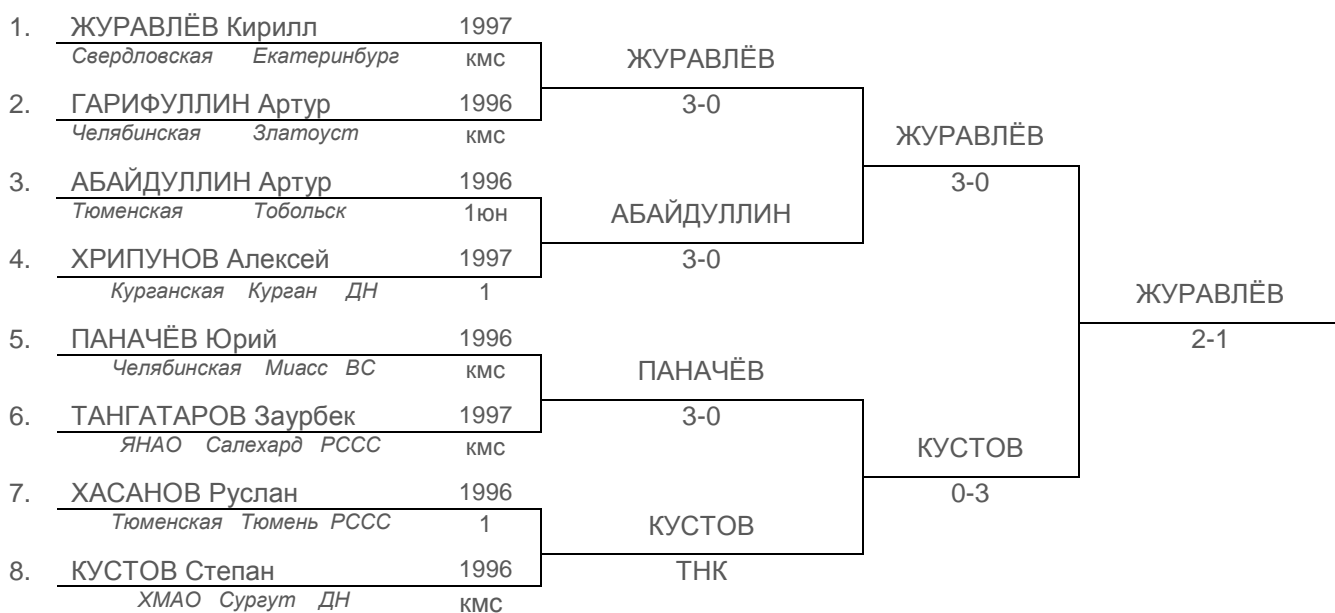 1. ЖУРАВЛЁВ Кирилл 1997
Свердловская Екатеринбург кмс
ЖУРАВЛЁВ
2. ГАРИФУЛЛИН Артур 1996
3-0
Челябинская Златоуст кмс
ЖУРАВЛЁВ
3. АБАЙДУЛЛИН Артур 1996
3-0
Тюменская Тобольск 1юн
АБАЙДУЛЛИН
4. ХРИПУНОВ Алексей 1997
3-0
Курганская Курган ДН 1
ЖУРАВЛЁВ
5. ПАНАЧЁВ Юрий 1996
2-1
Челябинская Миасс ВС кмс
ПАНАЧЁВ
6. ТАНГАТАРОВ Заурбек 1997
3-0
ЯНАО Салехард РССС кмс
КУСТОВ
7. ХАСАНОВ Руслан 1996
0-3
Тюменская Тюмень РССС 1
КУСТОВ
8. КУСТОВ Степан 1996
ТНК
ХМАО Сургут ДН кмс